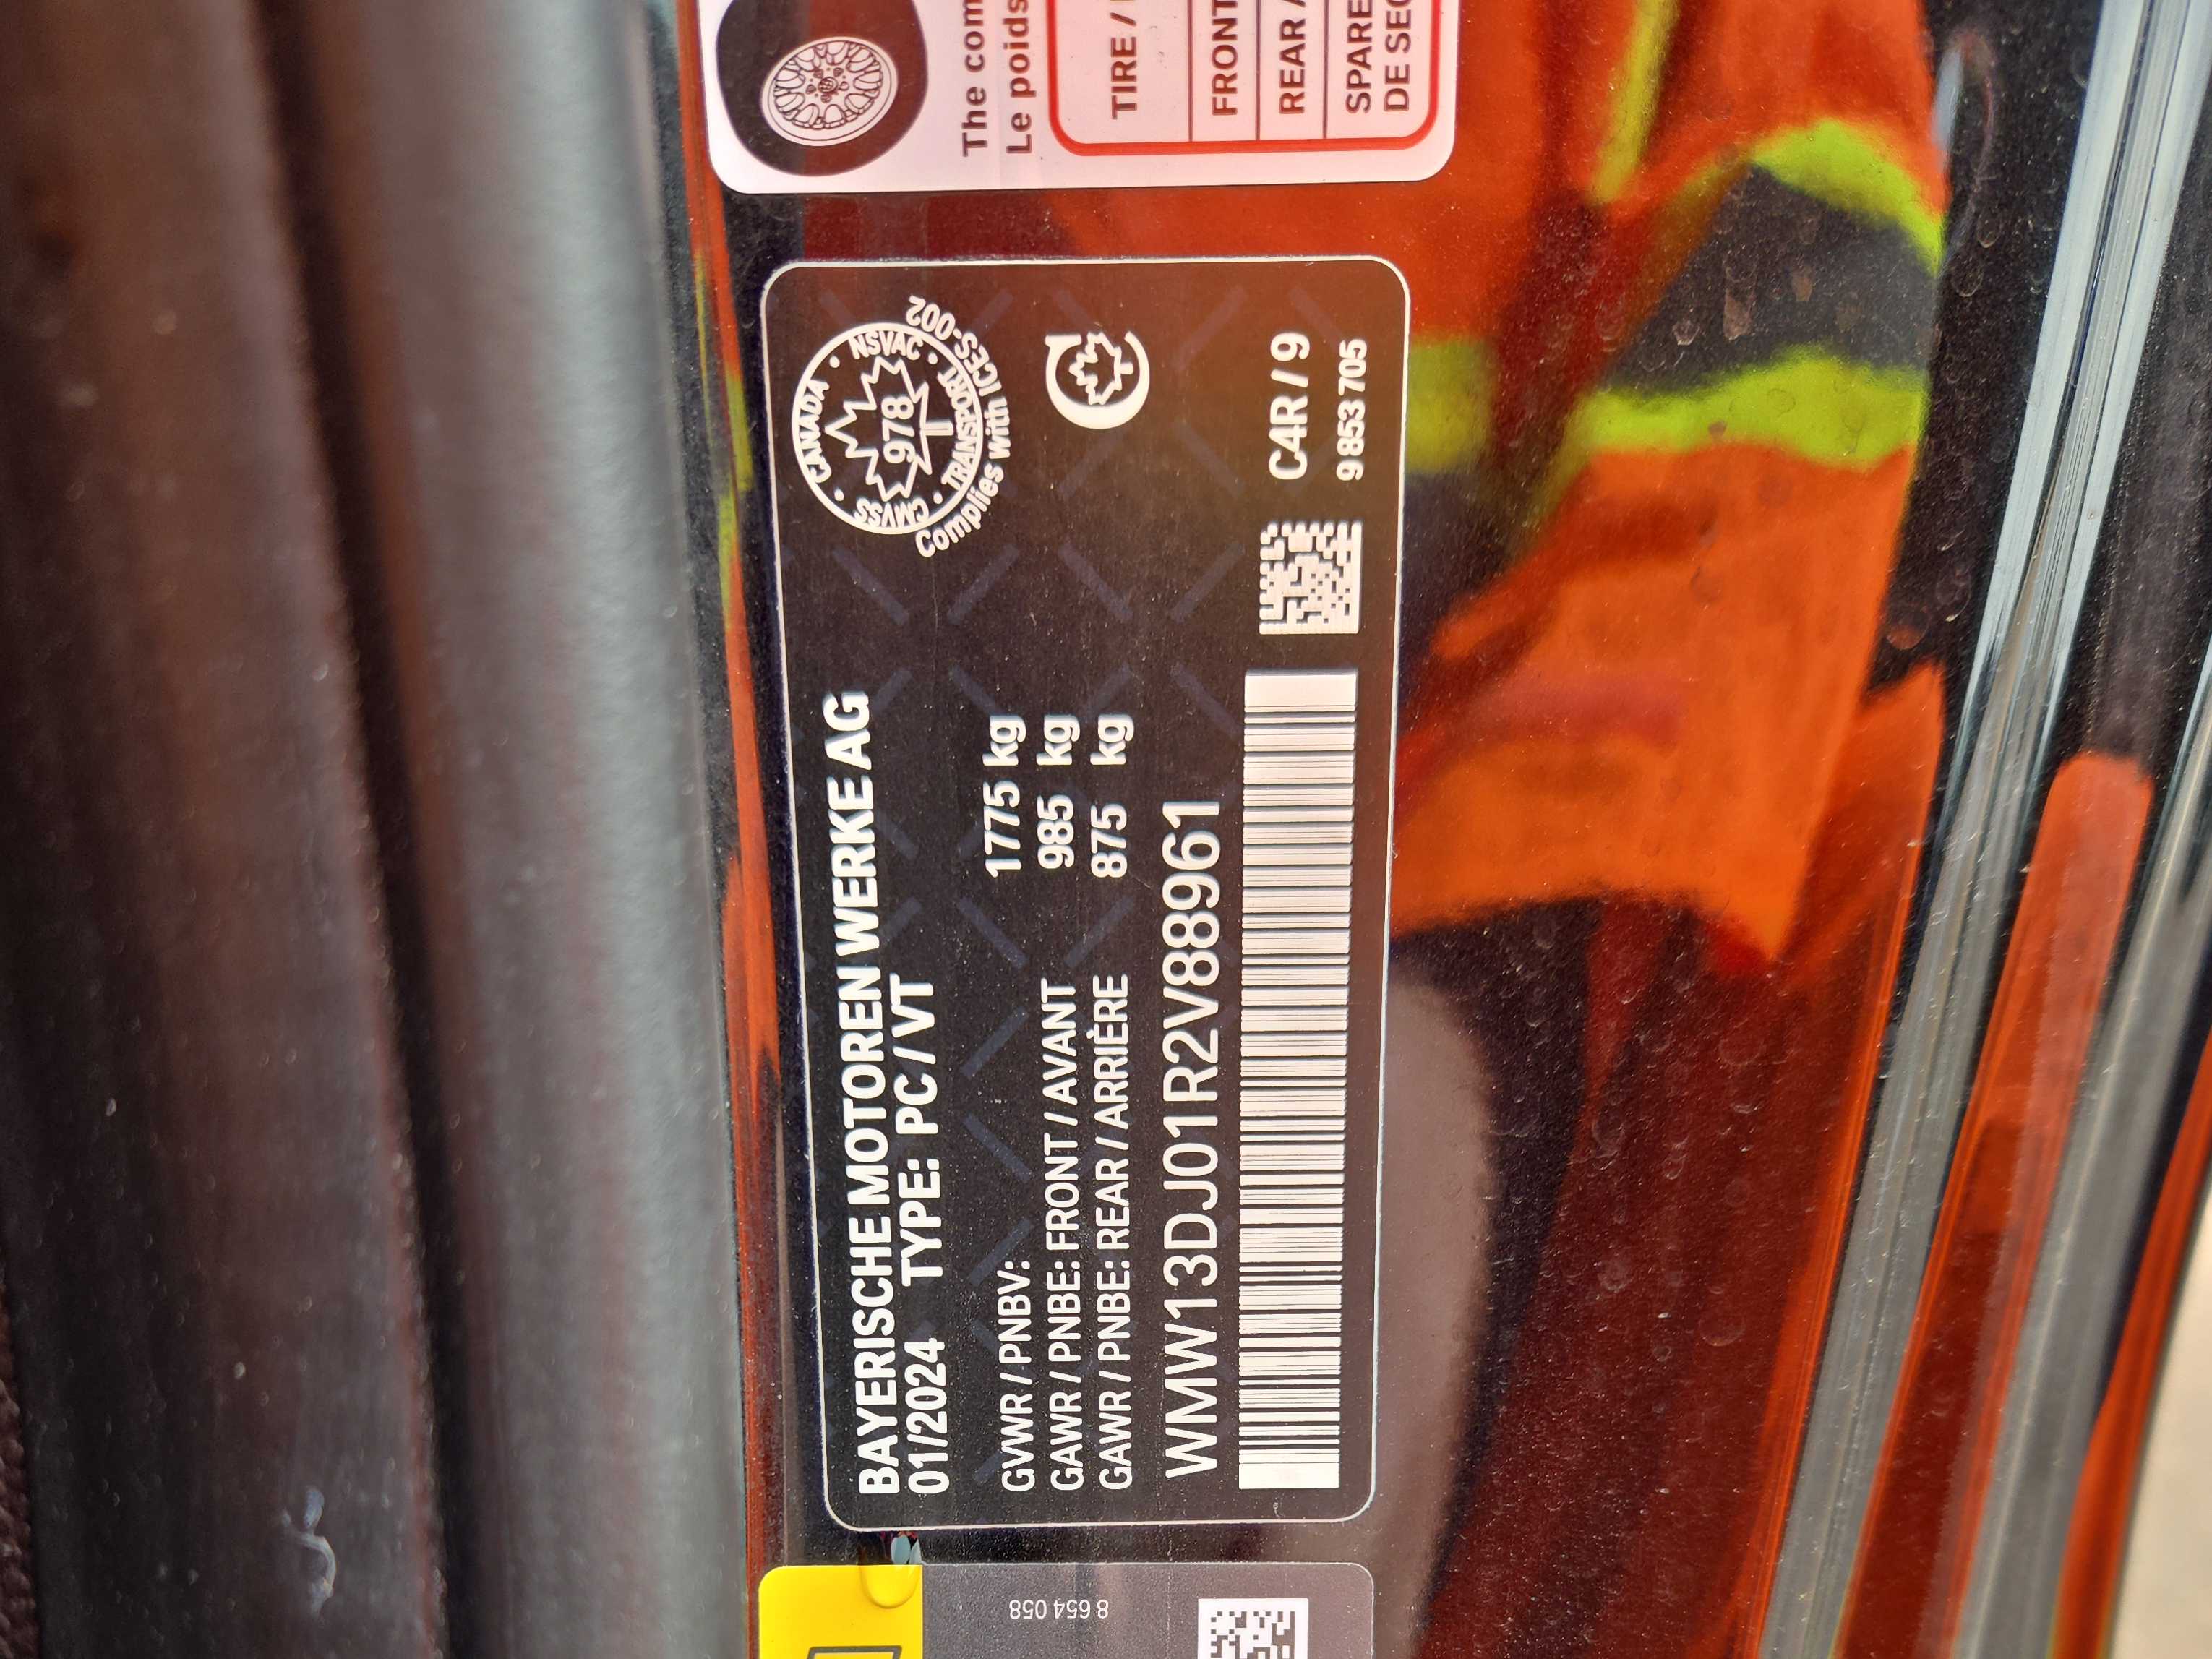 BAYERISCHE MOTOREN WERKE AG
01/2024 TYPE: PC / VT
GVWR / PNBV: 1775 kg
GAWR / PNBE: FRONT / AVANT 985 kg
GAWR / PNBE: REAR / ARRIÈRE 875 kg
WMW13DJ01R2V88961
CANADA • NSVAC • TRANSPORT • CMVSS •
978
Complies with ICES-002
C4R / 9
9 853 705
The com
Le poids
TIRE /
FRONT
REAR /
SPARE
DE SEC
8 654 058